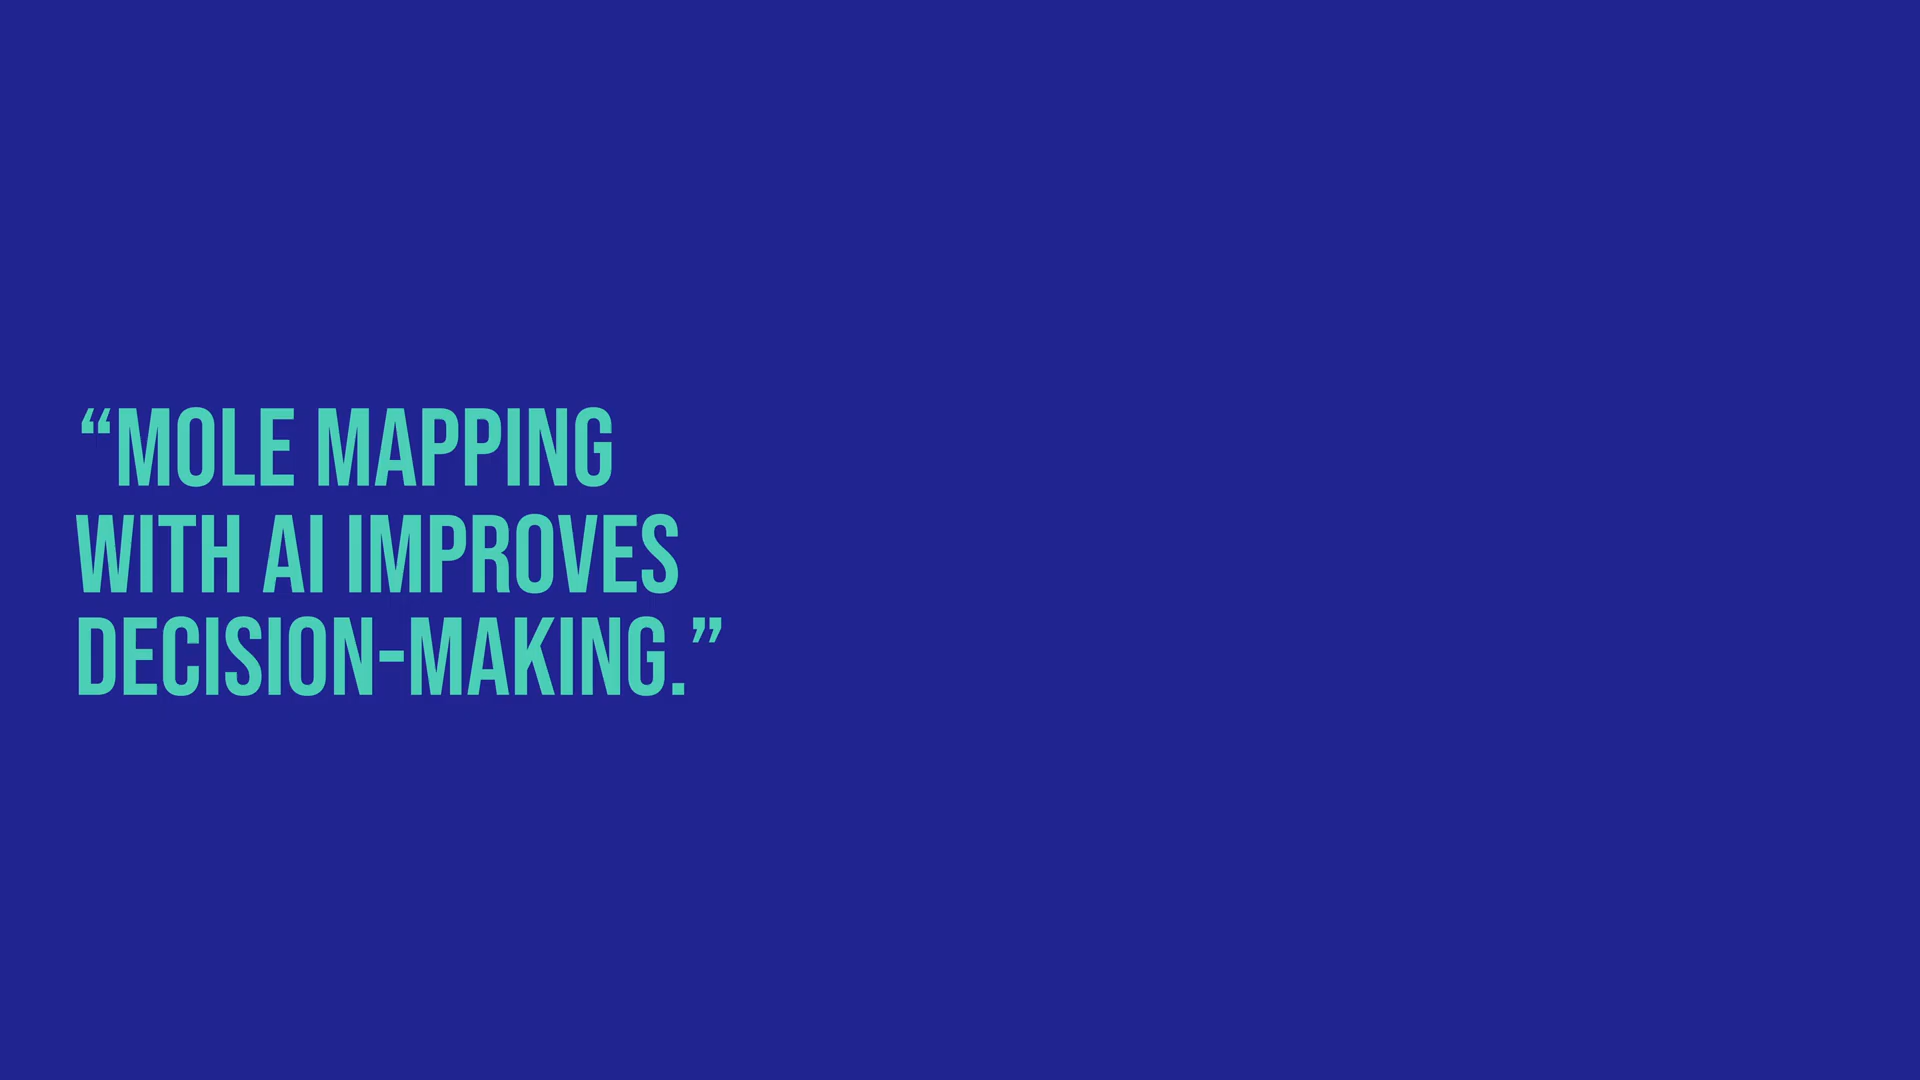 “MOLE MAPPING
WITH AI IMPROVES
DECISION-MAKING.”